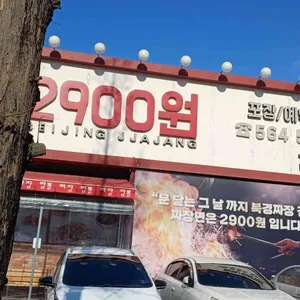 2900원
BEIJING JJAJANG
포장/예
☎564
"문 닫는 그 날 까지 북경짜장
짜장면은 2900원 입니다